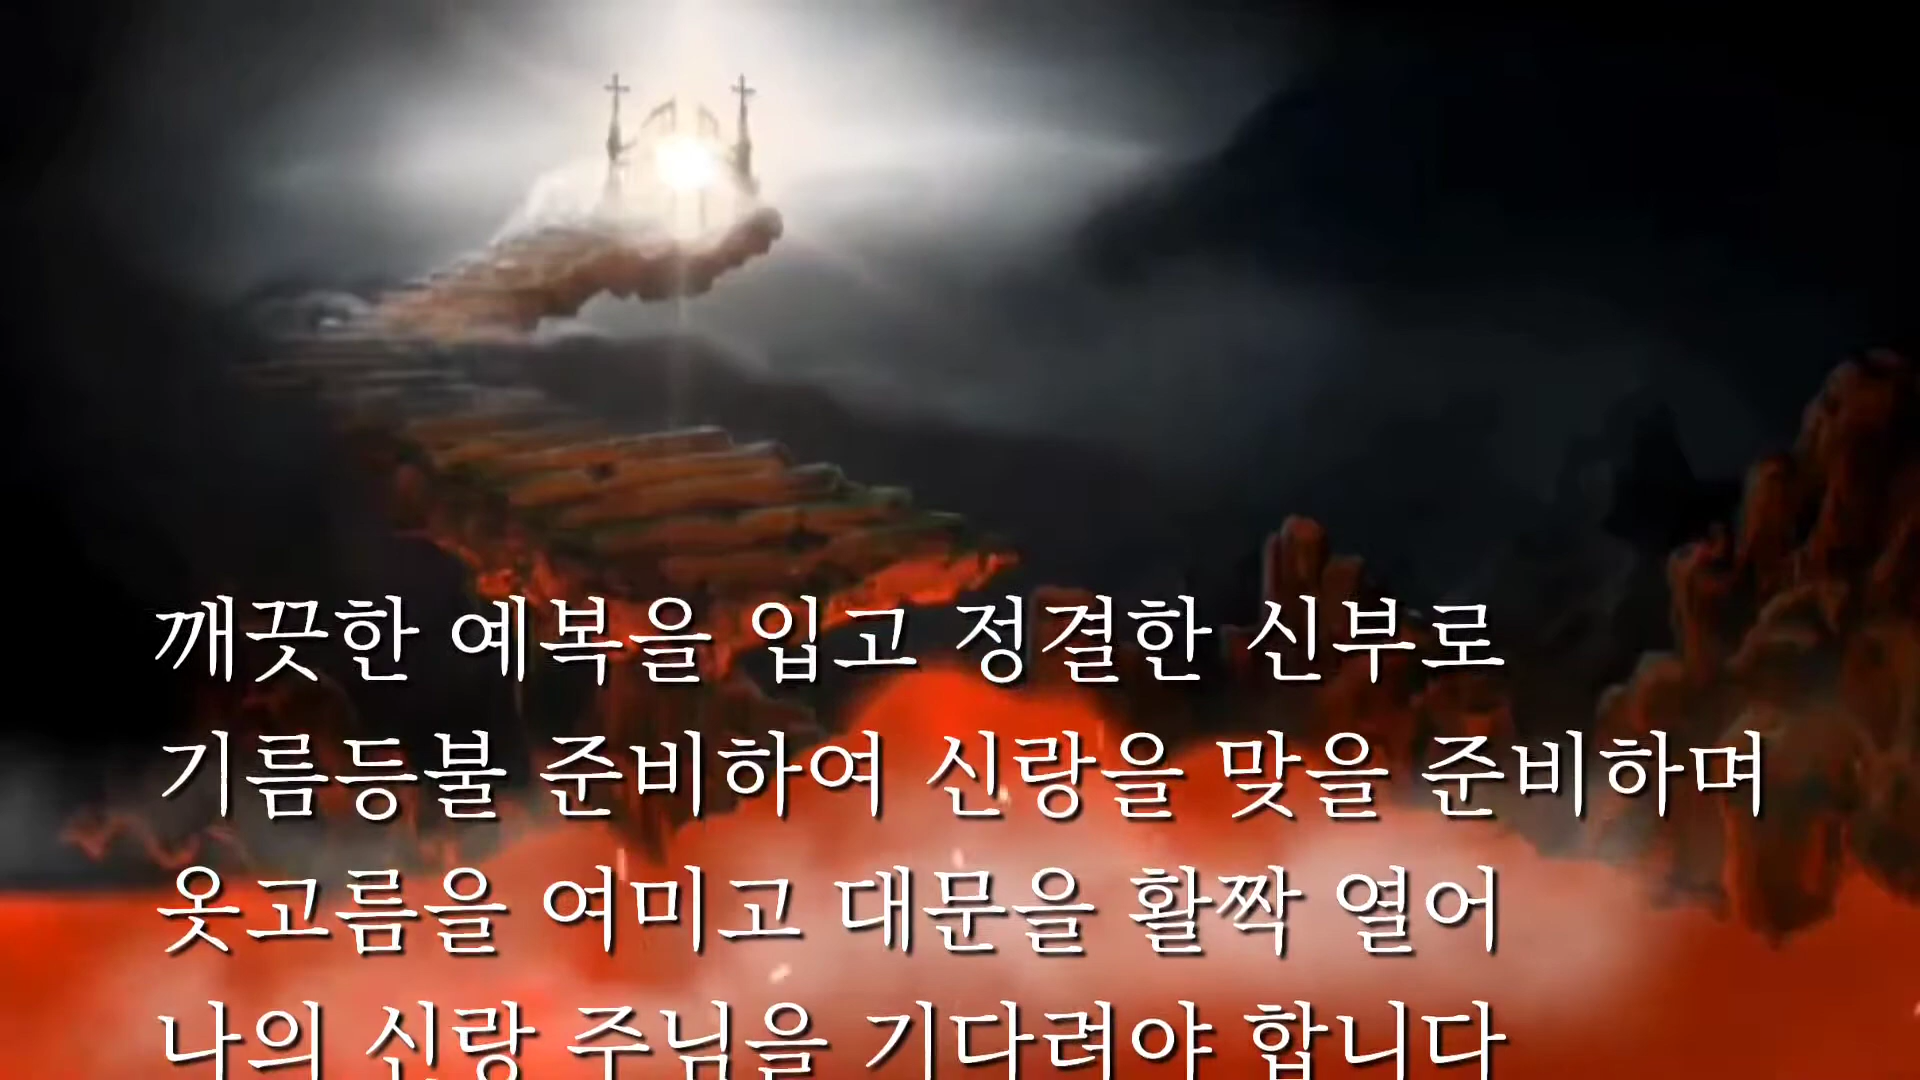 깨끗한 예복을 입고 정결한 신부로
기름등불 준비하여 신랑을 맞을 준비하며
옷고름을 여미고 대문을 활짝 열어
나의 신랑 주님을 기다려야 합니다